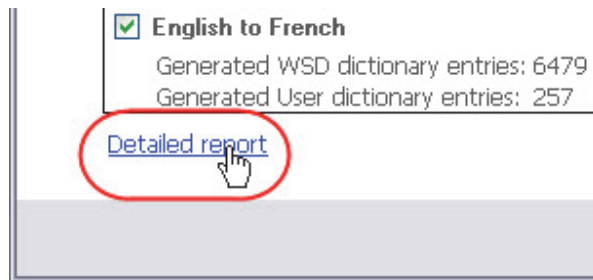 English to French
Generated WSD dictionary entries: 6479
Generated User dictionary entries: 257
Detailed report